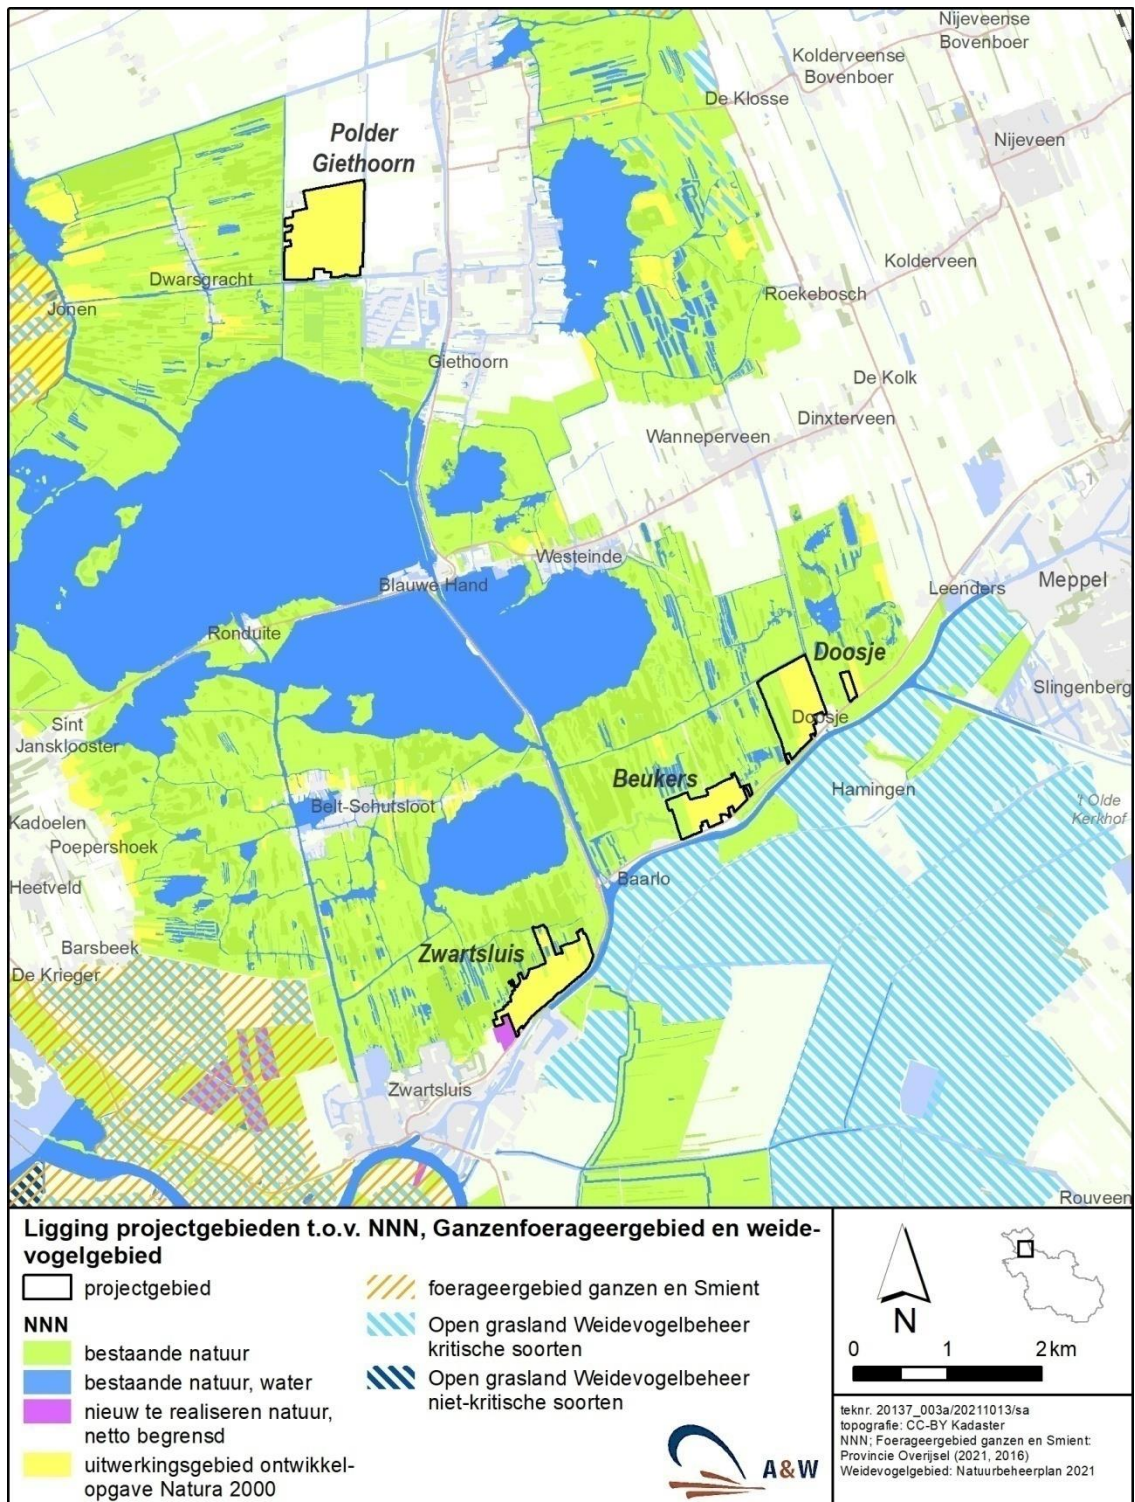 Nijeveense
Bovenboer
Kolderveense
Bovenboer
De Klosse
Nijeveen
Polder
Giethoorn
Kolderveen
Dwarsgracht
Roekebosch
Jonen
Giethoorn
De Kolk
Dinxterveen
Wanneperveen
Westeinde
Blauwe Hand
Leenders
Meppel
Ronduite
Doosje
Slingenberg
Sint
Jansklooster
Doosje
Beukers
Hamingen
't Olde
Kerkhof
Belt-Schutsloot
Kadoelen
Poepershoek
Heetveld
Baarlo
Barsbeek
Zwartsluis
De Krieger
Zwartsluis
Rouveen
Ligging projectgebieden t.o.v. NNN, Ganzenfoerageergebied en weide-
vogelgebied
projectgebied
NNN
bestaande natuur
bestaande natuur, water
nieuw te realiseren natuur,
netto begrensd
uitwerkingsgebied ontwikkel-
opgave Natura 2000
foerageergebied ganzen en Smient
Open grasland Weidevogelbeheer
kritische soorten
Open grasland Weidevogelbeheer
niet-kritische soorten
A&W
N
0 1 2 km
teknr. 20137_003a/20211013/sa
topografie: CC-BY Kadaster
NNN; Foerageergebied ganzen en Smient:
Provincie Overijsel (2021, 2016)
Weidevogelgebied: Natuurbeheerplan 2021